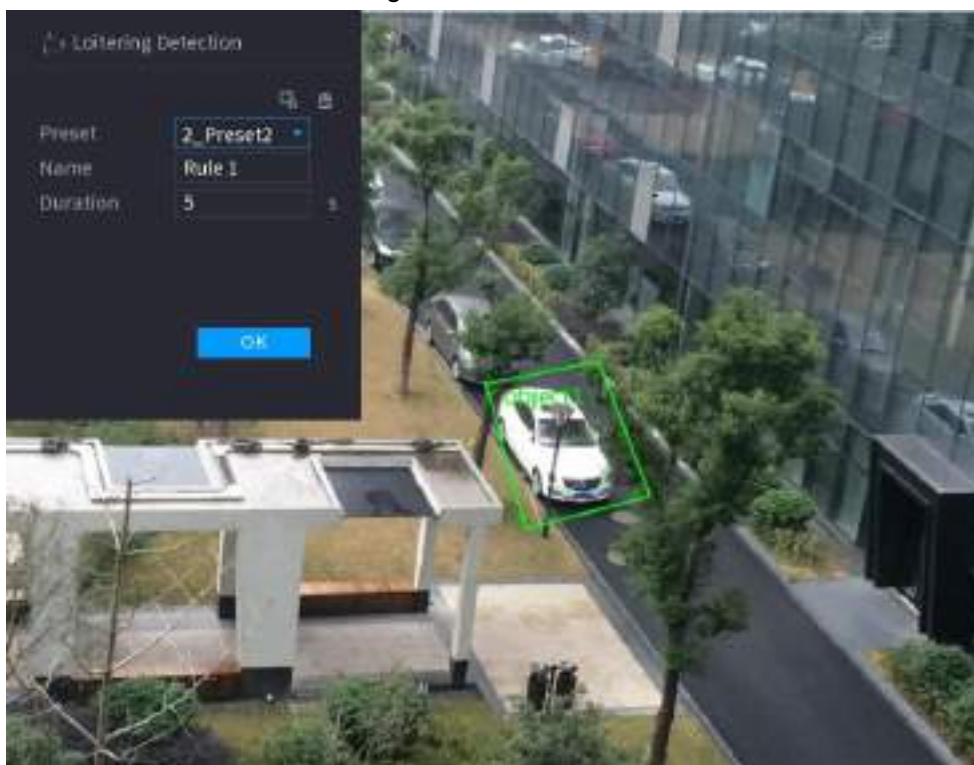 Loitering Detection
Preset 2_Preset2
Name Rule 1
Duration 5 s
OK